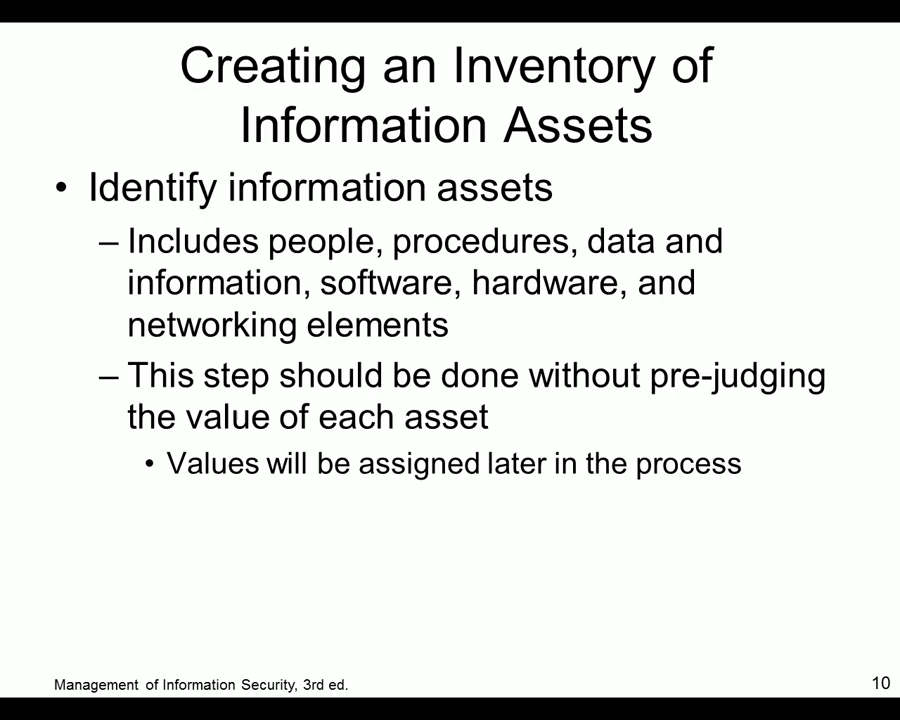 Creating an Inventory of
Information Assets
• Identify information assets
– Includes people, procedures, data and
information, software, hardware, and
networking elements
– This step should be done without pre-judging
the value of each asset
• Values will be assigned later in the process
Management of Information Security, 3rd ed.
10